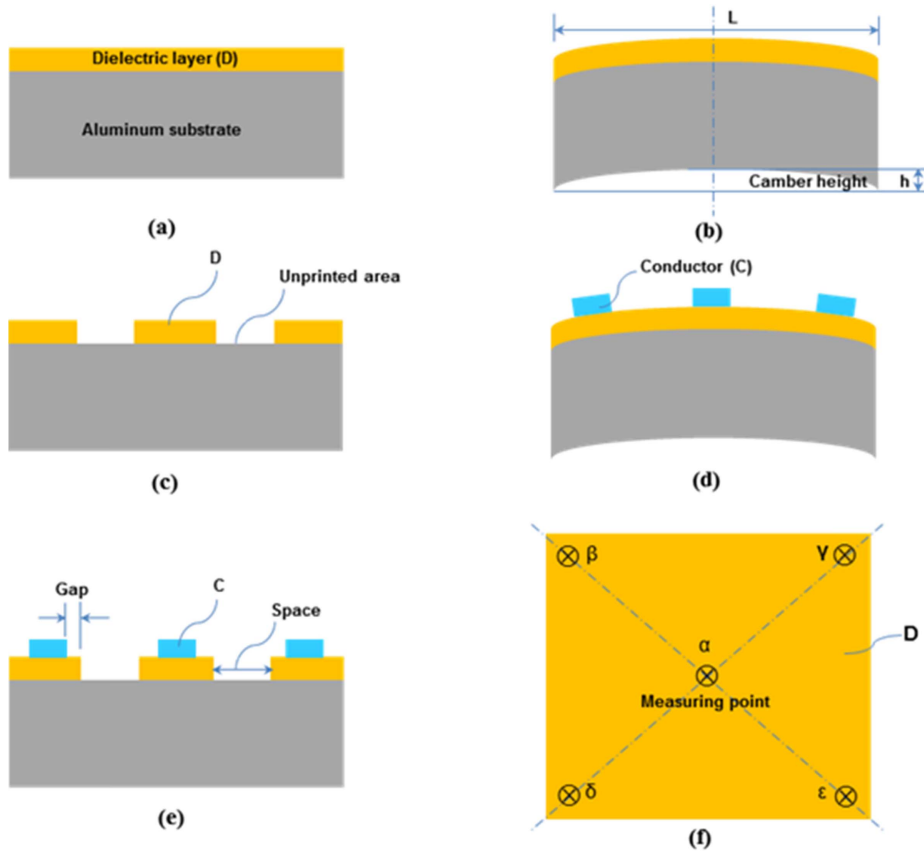 Dielectric layer (D)
Aluminum substrate
(a)
L
Camber height
h
(b)
D
Unprinted area
(c)
Conductor (C)
(d)
Gap
C
Space
(e)
β
γ
α
D
Measuring point
δ
ε
(f)